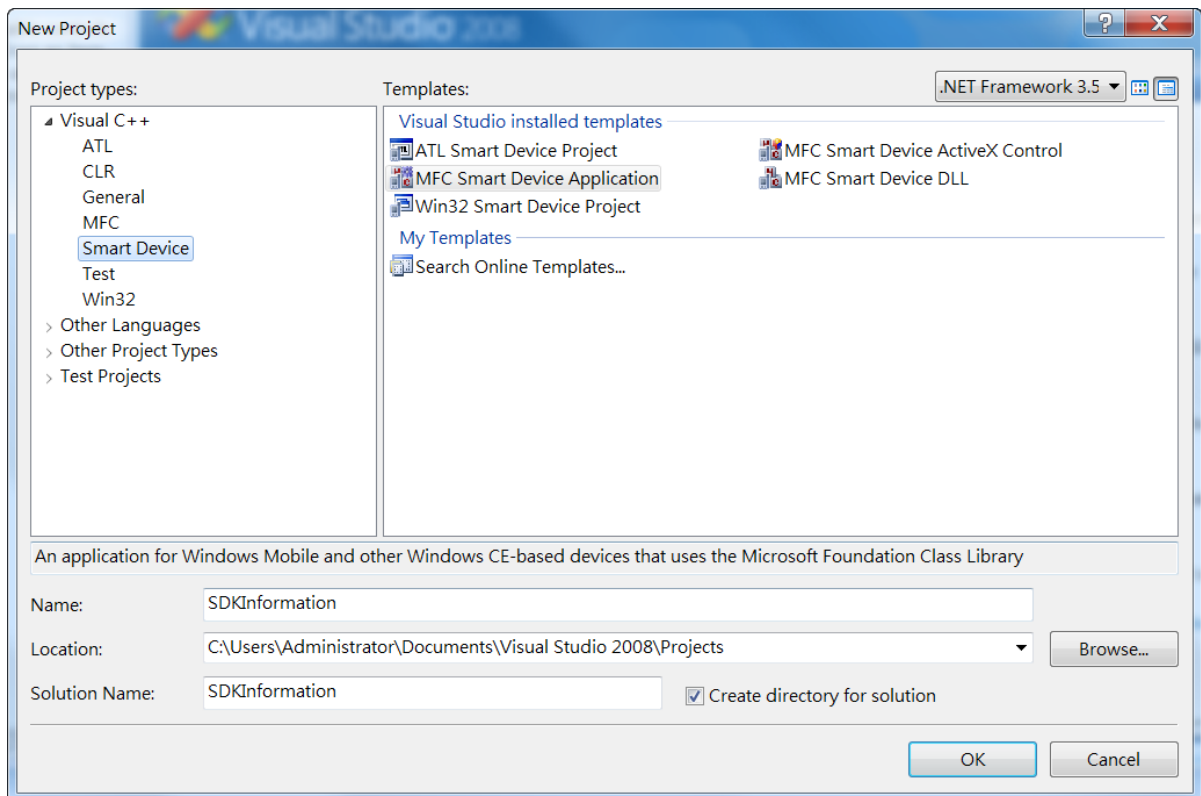 New Project
Visual Studio 2008
Project types:
Templates:
.NET Framework 3.5
Visual C++
ATL
CLR
General
MFC
Smart Device
Test
Win32
Other Languages
Other Project Types
Test Projects
Visual Studio installed templates
ATL Smart Device Project
MFC Smart Device ActiveX Control
MFC Smart Device Application
MFC Smart Device DLL
Win32 Smart Device Project
My Templates
Search Online Templates...
An application for Windows Mobile and other Windows CE-based devices that uses the Microsoft Foundation Class Library
Name:
SDKInformation
Location:
C:\Users\Administrator\Documents\Visual Studio 2008\Projects
Browse...
Solution Name:
SDKInformation
Create directory for solution
OK
Cancel